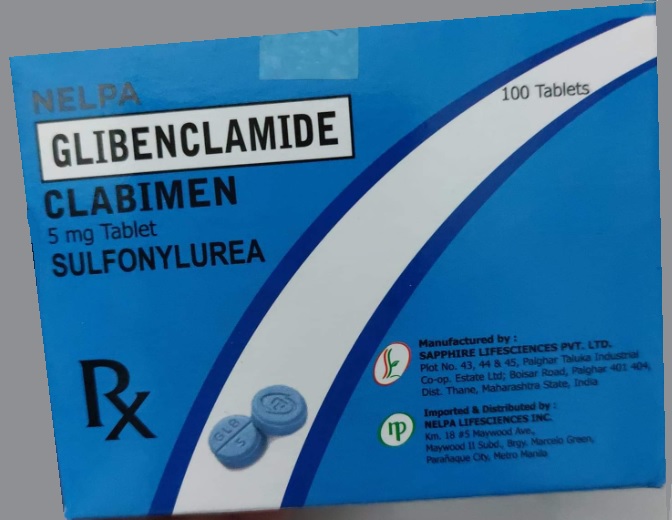 NELPA
100 Tablets
GLIBENCLAMIDE
CLABIMEN
5 mg Tablet
SULFONYLUREA
Rx
GLB
5
Manufactured by :
SAPPHIRE LIFESCIENCES PVT. LTD.
Plot No. 43, 44 & 45, Palghar Taluka Industrial
Co-op. Estate Ltd; Boisar Road, Palghar 401 404,
Dist. Thane, Maharashtra State, India
np
Imported & Distributed by :
NELPA LIFESCIENCES INC.
Km. 18 #5 Maywood Ave.,
Maywood II Subd., Brgy. Marcelo Green,
Parañaque City, Metro Manila